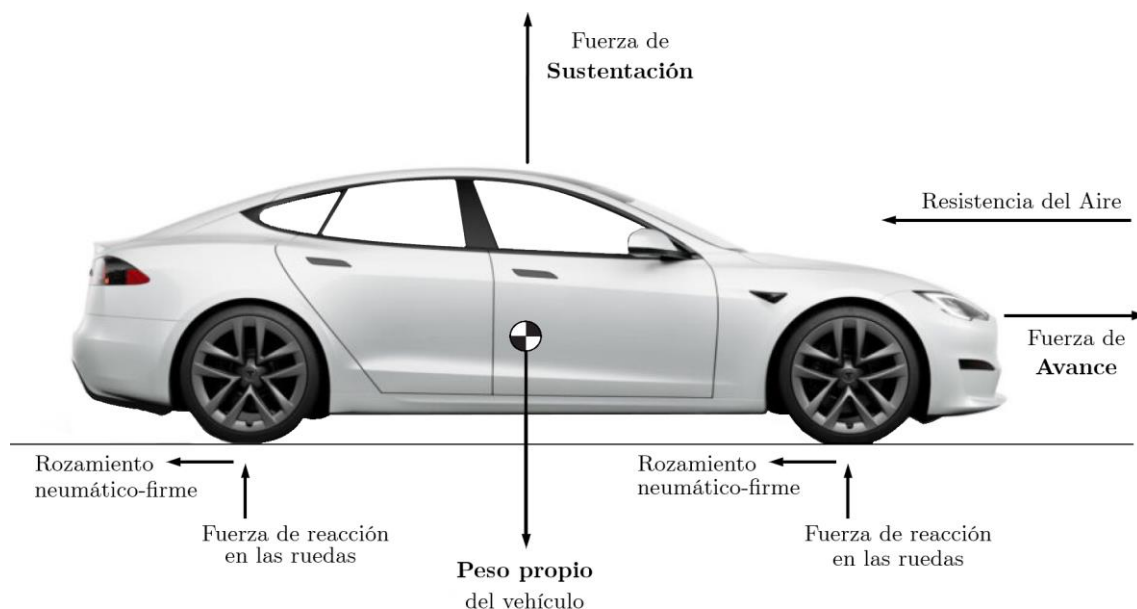 Fuerza de
Sustentación
Resistencia del Aire
Fuerza de
Avance
Rozamiento
neumático-firme
Fuerza de reacción
en las ruedas
Peso propio
del vehículo
Rozamiento
neumático-firme
Fuerza de reacción
en las ruedas